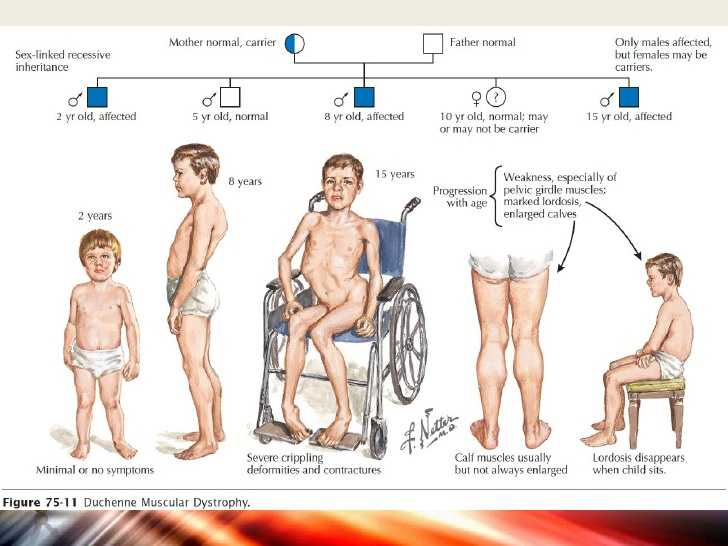 Sex-linked recessive
inheritance
Mother normal, carrier
Father normal
Only males affected,
but females may be
carriers.
♂
♂
♂
♀ ?
♂
2 yr old, affected
5 yr old, normal
8 yr old, affected
10 yr old, normal; may
or may not be carrier
15 yr old, affected
2 years
8 years
15 years
Progression
with age
Weakness, especially of
pelvic girdle muscles;
marked lordosis,
enlarged calves
Minimal or no symptoms
Severe crippling
deformities and contractures
F. Netter
M.D.
Calf muscles usually
but not always enlarged
Lordosis disappears
when child sits.
Figure 75-11 Duchenne Muscular Dystrophy.